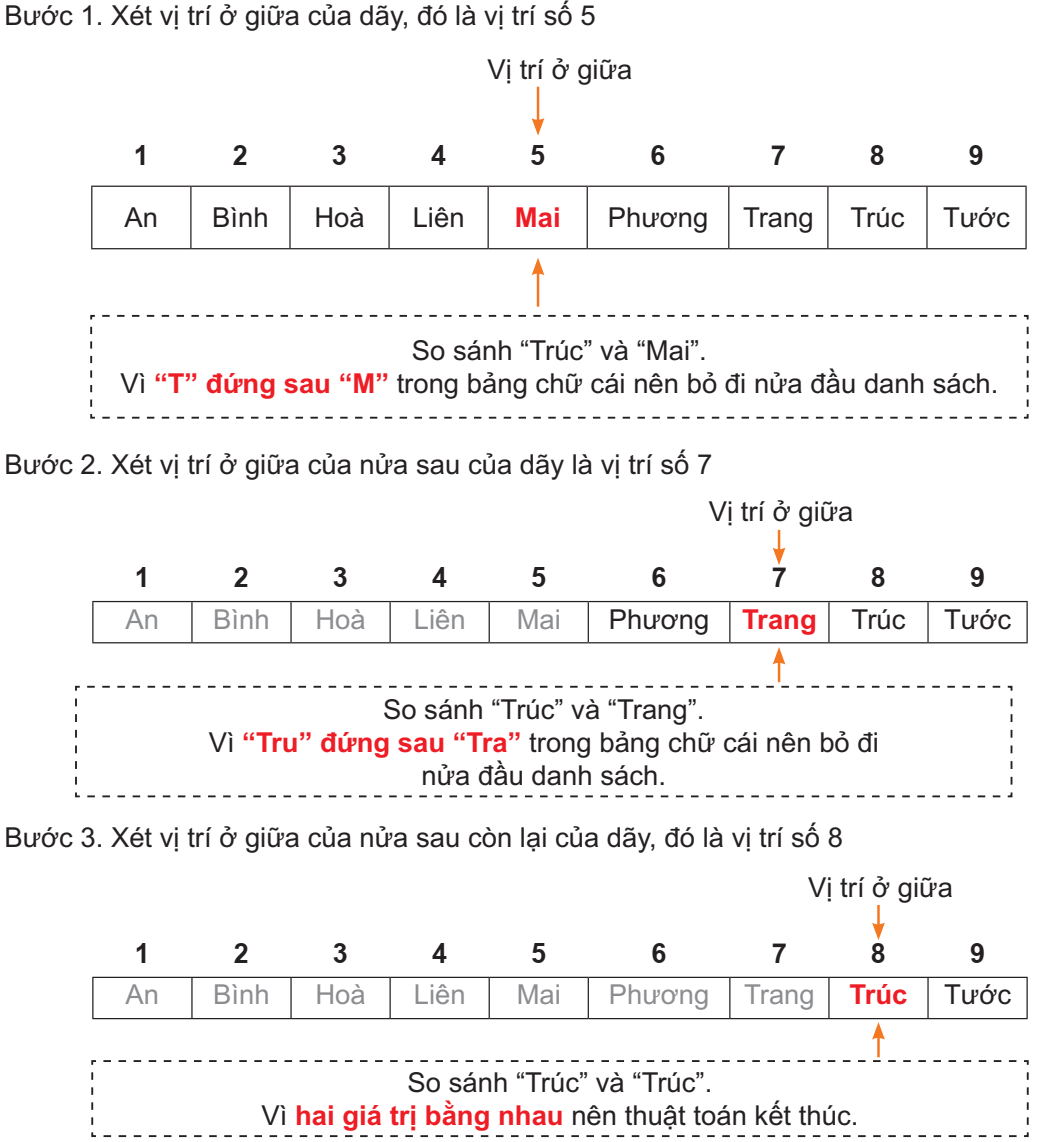 Bước 1. Xét vị trí ở giữa của dãy, đó là vị trí số 5
Vị trí ở giữa
1 2 3 4 5 6 7 8 9
An Bình Hoà Liên Mai Phương Trang Trúc Tước
So sánh “Trúc” và “Mai”.
Vì “T” đứng sau “M” trong bảng chữ cái nên bỏ đi nửa đầu danh sách.
Bước 2. Xét vị trí ở giữa của nửa sau của dãy là vị trí số 7
Vị trí ở giữa
1 2 3 4 5 6 7 8 9
An Bình Hoà Liên Mai Phương Trang Trúc Tước
So sánh “Trúc” và “Trang”.
Vì “Tru” đứng sau “Tra” trong bảng chữ cái nên bỏ đi
nửa đầu danh sách.
Bước 3. Xét vị trí ở giữa của nửa sau còn lại của dãy, đó là vị trí số 8
Vị trí ở giữa
1 2 3 4 5 6 7 8 9
An Bình Hoà Liên Mai Phương Trang Trúc Tước
So sánh “Trúc” và “Trúc”.
Vì hai giá trị bằng nhau nên thuật toán kết thúc.